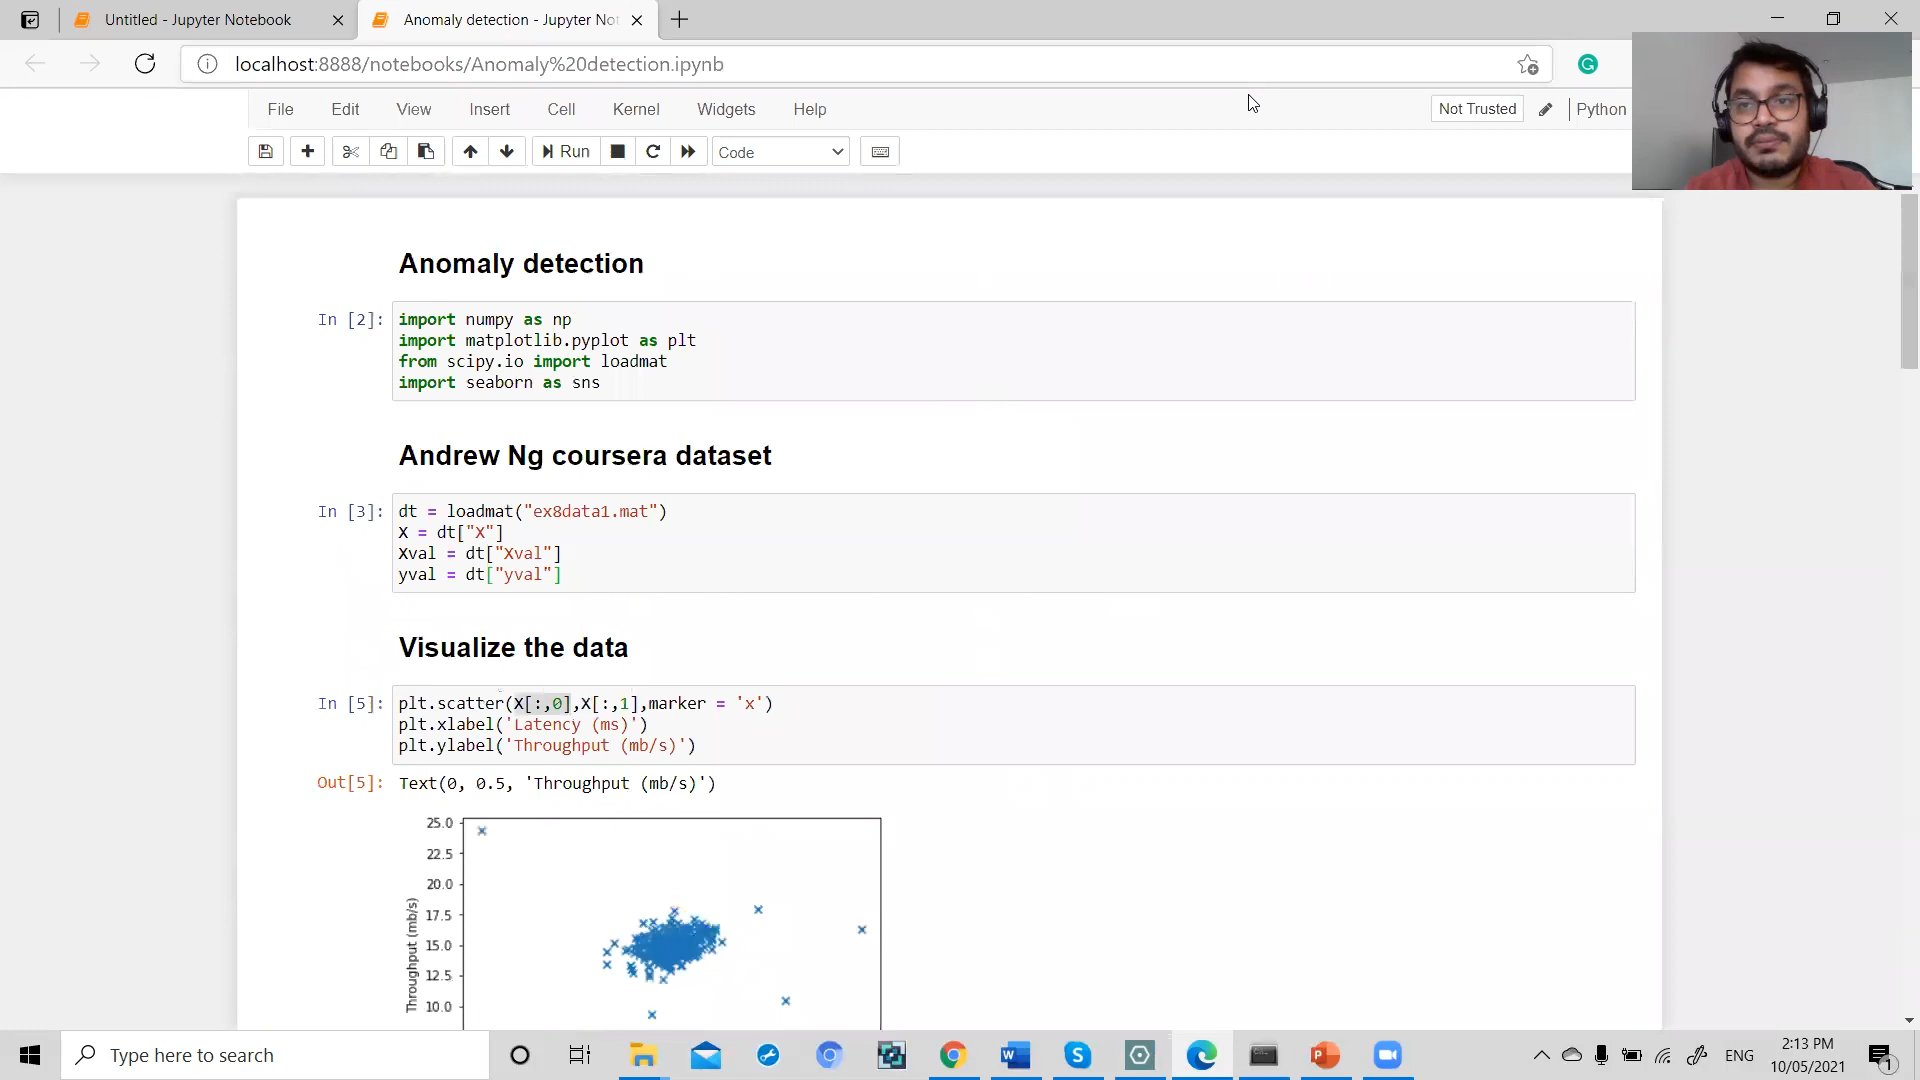 Untitled - Jupyter Notebook
Anomaly detection - Jupyter Not
localhost:8888/notebooks/Anomaly%20detection.ipynb
File Edit View Insert Cell Kernel Widgets Help
Not Trusted
Python
Run
Code
Anomaly detection
In [2]:
import numpy as np
import matplotlib.pyplot as plt
from scipy.io import loadmat
import seaborn as sns
Andrew Ng coursera dataset
In [3]:
dt = loadmat("ex8data1.mat")
X = dt["X"]
Xval = dt["Xval"]
yval = dt["yval"]
Visualize the data
In [5]:
plt.scatter(X[:,0],X[:,1],marker = 'x')
plt.xlabel('Latency (ms)')
plt.ylabel('Throughput (mb/s)')
Out[5]:
Text(0, 0.5, 'Throughput (mb/s)')
25.0
22.5
20.0
17.5
15.0
12.5
10.0
Throughput (mb/s)
Type here to search
ENG
2:13 PM
10/05/2021
1